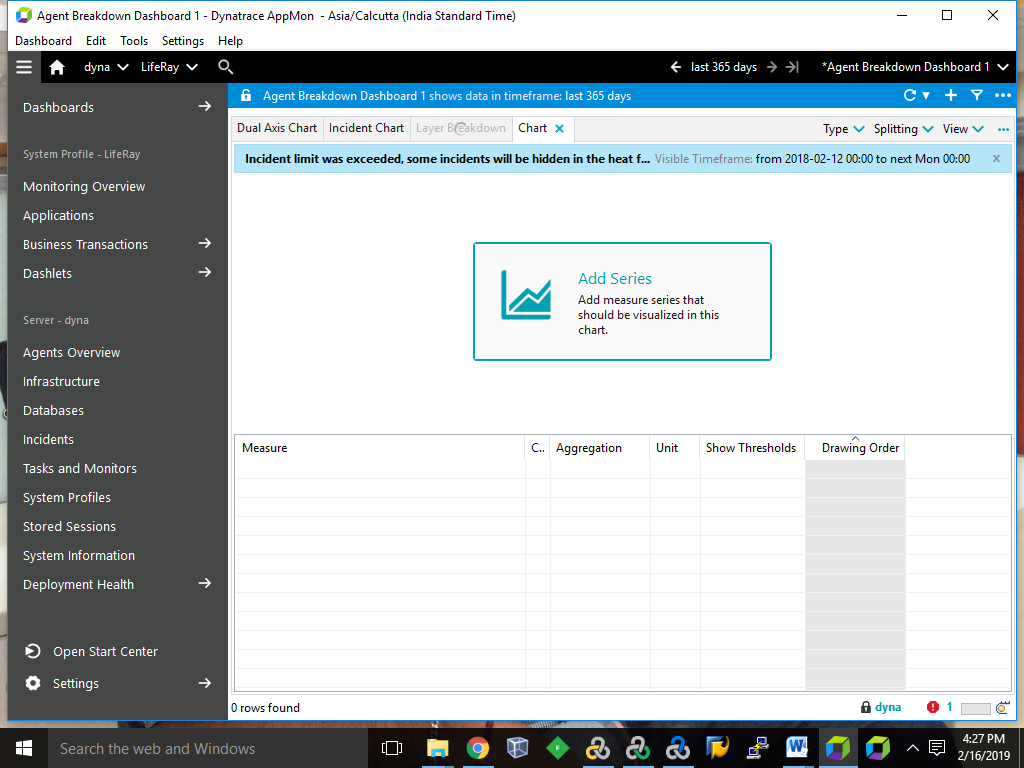 Agent Breakdown Dashboard 1 - Dynatrace AppMon - Asia/Calcutta (India Standard Time)
Dashboard Edit Tools Settings Help
dyna LifeRay last 365 days *Agent Breakdown Dashboard 1
Agent Breakdown Dashboard 1 shows data in timeframe: last 365 days
Dashboards
System Profile - LifeRay
Monitoring Overview
Applications
Business Transactions
Dashlets
Server - dyna
Agents Overview
Infrastructure
Databases
Incidents
Tasks and Monitors
System Profiles
Stored Sessions
System Information
Deployment Health
Open Start Center
Settings
Dual Axis Chart Incident Chart Layer Breakdown Chart Type Splitting View
Incident limit was exceeded, some incidents will be hidden in the heat f... Visible Timeframe: from 2018-02-12 00:00 to next Mon 00:00
Add Series
Add measure series that
should be visualized in this
chart.
Measure C.. Aggregation Unit Show Thresholds Drawing Order
0 rows found dyna 1
Search the web and Windows
4:27 PM
2/16/2019